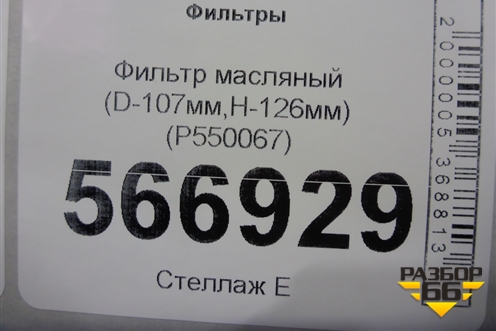 Фильтры
Фильтр масляный
(D-107мм,Н-126мм)
(P550067)
566929
Стеллаж Е
2000005368813
РАЗБОР
66